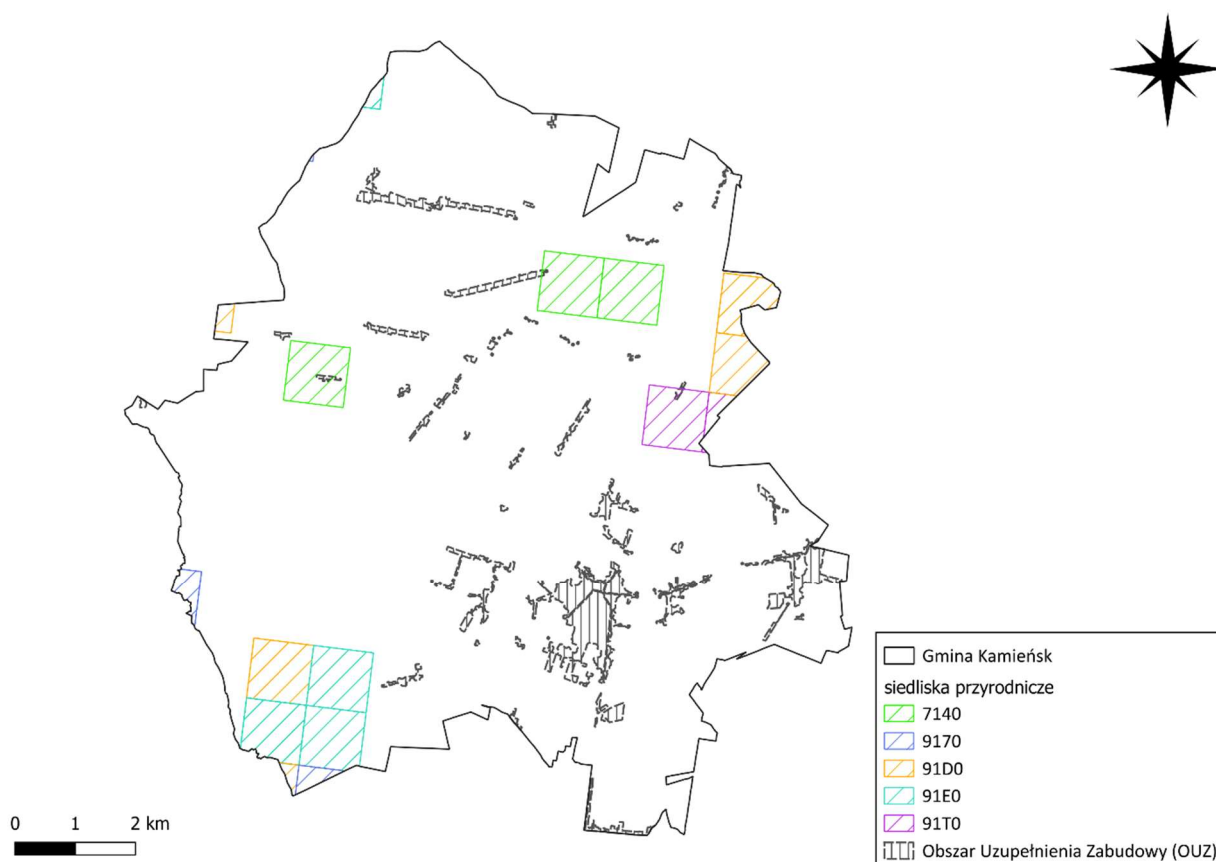 Gmina Kamieńsk
siedliska przyrodnicze
7140
9170
91D0
91E0
91T0
Obszar Uzupełnienia Zabudowy (OUZ)
0 1 2 km